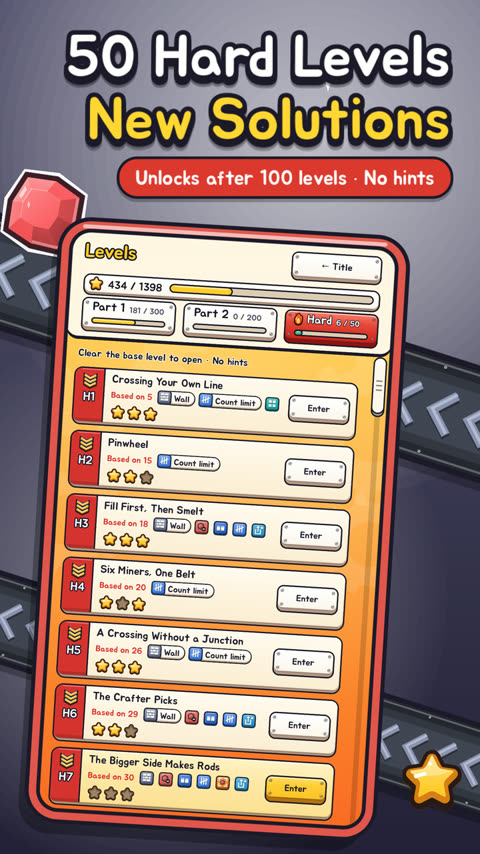 50 Hard Levels
New Solutions
Unlocks after 100 levels · No hints
Levels
← Title
434 / 1398
Part 1 181 / 300
Part 2 0 / 200
Hard 6 / 50
Clear the base level to open · No hints
H1
Crossing Your Own Line
Based on 5 Wall Count limit
Enter
H2
Pinwheel
Based on 15 Count limit
Enter
H3
Fill First, Then Smelt
Based on 18 Wall
Enter
H4
Six Miners, One Belt
Based on 20 Count limit
Enter
H5
A Crossing Without a Junction
Based on 26 Wall Count limit
Enter
H6
The Crafter Picks
Based on 29 Wall
Enter
H7
The Bigger Side Makes Rods
Based on 30
Enter